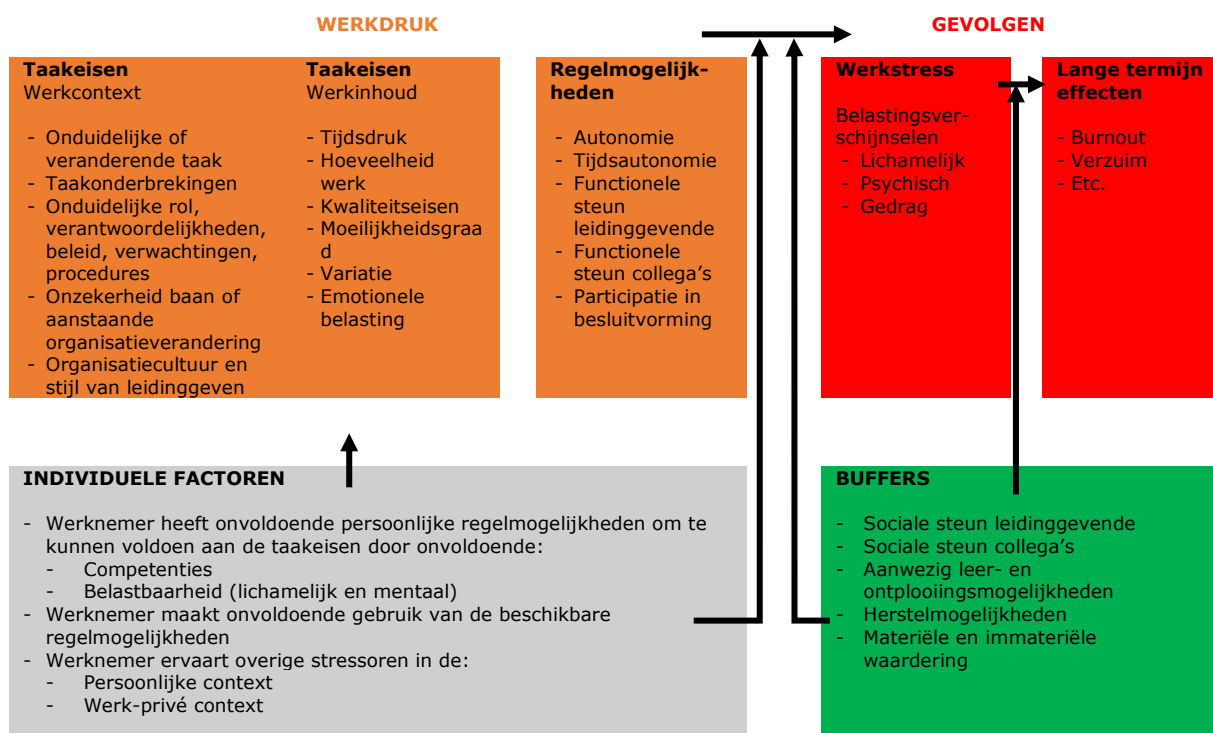 WERKDRUK
GEVOLGEN
Taakeisen
Werkcontext
- Onduidelijke of
veranderende taak
- Taakonderbrekingen
- Onduidelijke rol,
verantwoordelijkheden,
beleid, verwachtingen,
procedures
- Onzekerheid baan of
aanstaande
organisatieverandering
- Organisatiecultuur en
stijl van leidinggeven
Taakeisen
Werkinhoud
- Tijdsdruk
- Hoeveelheid
werk
- Kwaliteitseisen
- Moeilijkheidsgraa
d
- Variatie
- Emotionele
belasting
Regelmogelijk-
heden
- Autonomie
- Tijdsautonomie
- Functionele
steun
leidinggevende
- Functionele
steun collega's
- Participatie in
besluitvorming
Werkstress
Belastingsver-
schijnselen
- Lichamelijk
- Psychisch
- Gedrag
Lange termijn
effecten
- Burnout
- Verzuim
- Etc.
INDIVIDUELE FACTOREN
- Werknemer heeft onvoldoende persoonlijke regelmogelijkheden om te
kunnen voldoen aan de taakeisen door onvoldoende:
- Competenties
- Belastbaarheid (lichamelijk en mentaal)
- Werknemer maakt onvoldoende gebruik van de beschikbare
regelmogelijkheden
- Werknemer ervaart overige stressoren in de:
- Persoonlijke context
- Werk-privé context
BUFFERS
- Sociale steun leidinggevende
- Sociale steun collega's
- Aanwezig leer- en
ontplooiingsmogelijkheden
- Herstelmogelijkheden
- Materiële en immateriële
waardering